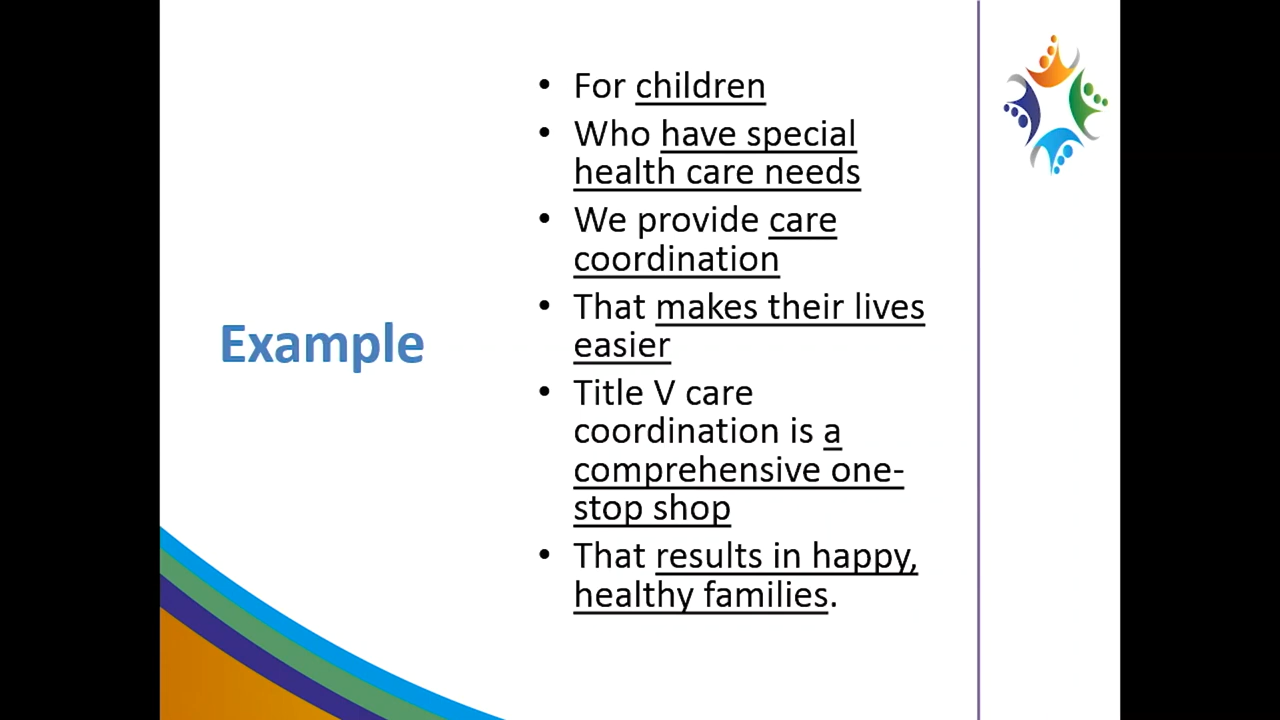 Example
• For children
• Who have special
health care needs
• We provide care
coordination
• That makes their lives
easier
• Title V care
coordination is a
comprehensive one-
stop shop
• That results in happy,
healthy families.